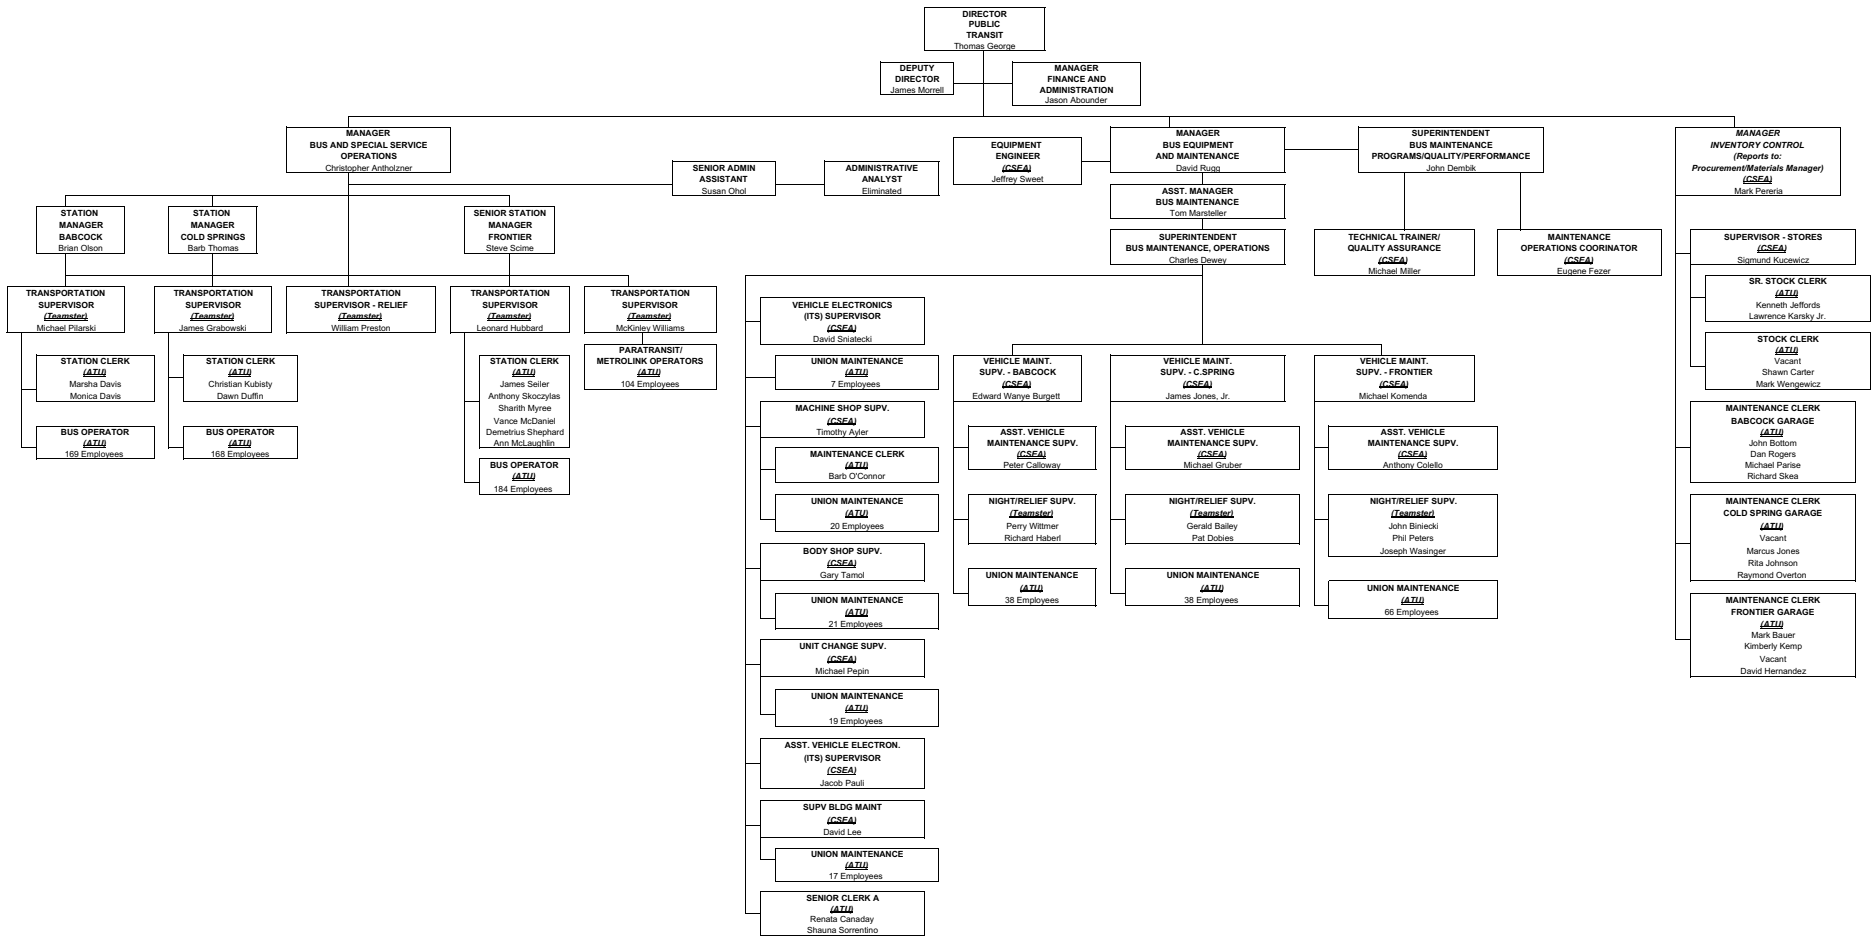 DIRECTOR
PUBLIC
TRANSIT
Thomas George
DEPUTY
DIRECTOR
James Morrell
MANAGER
FINANCE AND
ADMINISTRATION
Jason Abounder
MANAGER
BUS AND SPECIAL SERVICE
OPERATIONS
Christopher Antholzner
SENIOR ADMIN
ASSISTANT
Susan Ohol
ADMINISTRATIVE
ANALYST
Eliminated
EQUIPMENT
ENGINEER
(CSEA)
Jeffrey Sweet
MANAGER
BUS EQUIPMENT
AND MAINTENANCE
David Rugg
SUPERINTENDENT
BUS MAINTENANCE
PROGRAMS/QUALITY/PERFORMANCE
John Dembik
MANAGER
INVENTORY CONTROL
(Reports to:
Procurement/Materials Manager)
(CSEA)
Mark Pereria
ASST. MANAGER
BUS MAINTENANCE
Tom Marsteller
STATION
MANAGER
BABCOCK
Brian Olson
STATION
MANAGER
COLD SPRINGS
Barb Thomas
SENIOR STATION
MANAGER
FRONTIER
Steve Scime
SUPERINTENDENT
BUS MAINTENANCE, OPERATIONS
Charles Dewey
TECHNICAL TRAINER/
QUALITY ASSURANCE
(CSEA)
Michael Miller
MAINTENANCE
OPERATIONS COORINATOR
(CSEA)
Eugene Fezer
SUPERVISOR - STORES
(CSEA)
Sigmund Kucewicz
TRANSPORTATION
SUPERVISOR
(Teamster)
Michael Pilarski
TRANSPORTATION
SUPERVISOR
(Teamster)
James Grabowski
TRANSPORTATION
SUPERVISOR - RELIEF
(Teamster)
William Preston
TRANSPORTATION
SUPERVISOR
(Teamster)
Leonard Hubbard
TRANSPORTATION
SUPERVISOR
(Teamster)
McKinley Williams
STATION CLERK
(ATU)
Marsha Davis
Monica Davis
BUS OPERATOR
(ATU)
169 Employees
STATION CLERK
(ATU)
Christian Kubisty
Dawn Duffin
BUS OPERATOR
(ATU)
168 Employees
STATION CLERK
(ATU)
James Seiler
Anthony Skoczylas
Sharith Myree
Vance McDaniel
Demetrius Shephard
Ann McLaughlin
BUS OPERATOR
(ATU)
184 Employees
PARATRANSIT/
METROLINK OPERATORS
(ATU)
104 Employees
VEHICLE ELECTRONICS
(ITS) SUPERVISOR
(CSEA)
David Sniatecki
UNION MAINTENANCE
(ATU)
7 Employees
MACHINE SHOP SUPV.
(CSEA)
Timothy Ayler
MAINTENANCE CLERK
(ATU)
Barb O'Connor
UNION MAINTENANCE
(ATU)
20 Employees
BODY SHOP SUPV.
(CSEA)
Gary Tamol
UNION MAINTENANCE
(ATU)
21 Employees
UNIT CHANGE SUPV.
(CSEA)
Michael Pepin
UNION MAINTENANCE
(ATU)
19 Employees
ASST. VEHICLE ELECTRON.
(ITS) SUPERVISOR
(CSEA)
Jacob Pauli
SUPV BLDG MAINT
(CSEA)
David Lee
UNION MAINTENANCE
(ATU)
17 Employees
SENIOR CLERK A
(ATU)
Renata Canaday
Shauna Sorrentino
VEHICLE MAINT.
SUPV. - BABCOCK
(CSEA)
Edward Wanye Burgett
ASST. VEHICLE
MAINTENANCE SUPV.
(CSEA)
Peter Calloway
NIGHT/RELIEF SUPV.
(Teamster)
Perry Wittmer
Richard Haberl
UNION MAINTENANCE
(ATU)
38 Employees
VEHICLE MAINT.
SUPV. - C.SPRING
(CSEA)
James Jones, Jr.
ASST. VEHICLE
MAINTENANCE SUPV.
(CSEA)
Michael Gruber
NIGHT/RELIEF SUPV.
(Teamster)
Gerald Bailey
Pat Dobies
UNION MAINTENANCE
(ATU)
38 Employees
VEHICLE MAINT.
SUPV. - FRONTIER
(CSEA)
Michael Komenda
ASST. VEHICLE
MAINTENANCE SUPV.
(CSEA)
Anthony Colello
NIGHT/RELIEF SUPV.
(Teamster)
John Biniecki
Phil Peters
Joseph Wasinger
UNION MAINTENANCE
(ATU)
66 Employees
SR. STOCK CLERK
(ATU)
Kenneth Jeffords
Lawrence Karsky Jr.
STOCK CLERK
(ATU)
Vacant
Shawn Carter
Mark Wengewicz
MAINTENANCE CLERK
BABCOCK GARAGE
(ATU)
John Bottom
Dan Rogers
Michael Parise
Richard Skea
MAINTENANCE CLERK
COLD SPRING GARAGE
(ATU)
Vacant
Marcus Jones
Rita Johnson
Raymond Overton
MAINTENANCE CLERK
FRONTIER GARAGE
(ATU)
Mark Bauer
Kimberly Kemp
Vacant
David Hernandez